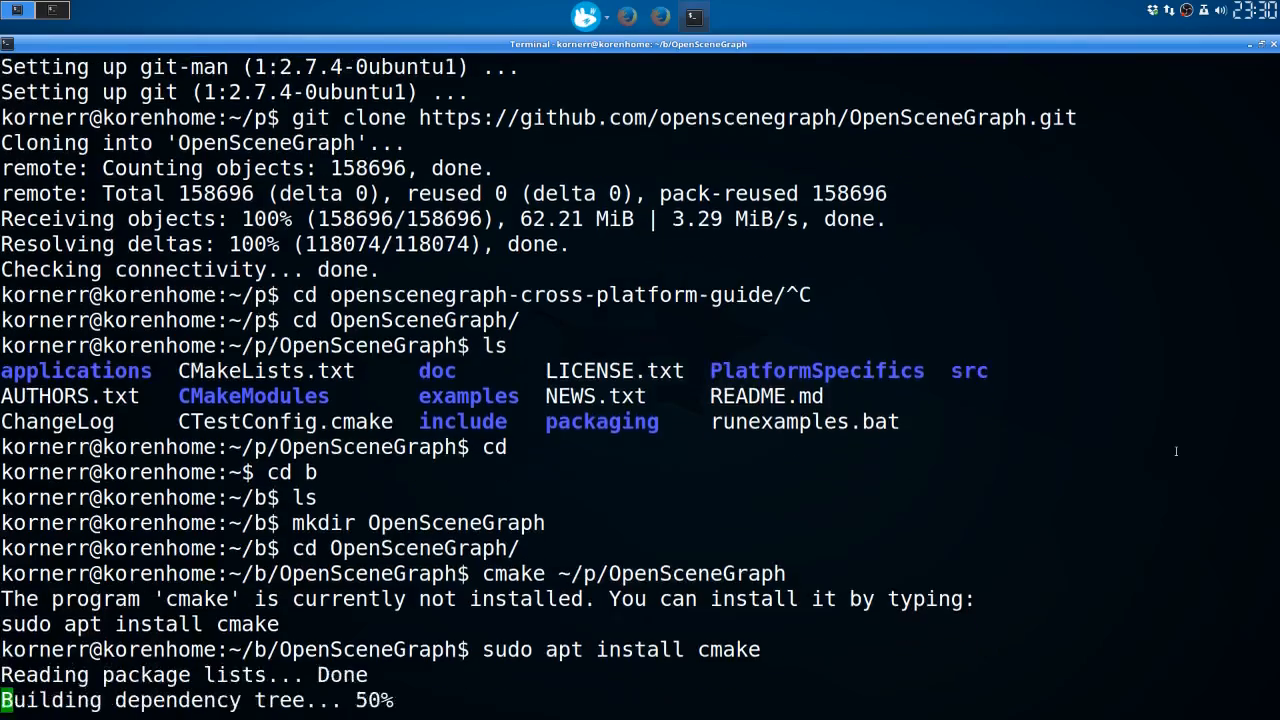 23:30
Terminal - kornerr@korenhome: ~/b/OpenSceneGraph
Setting up git-man (1:2.7.4-0ubuntu1) ...
Setting up git (1:2.7.4-0ubuntu1) ...
kornerr@korenhome:~/p$ git clone https://github.com/openscenegraph/OpenSceneGraph.git
Cloning into 'OpenSceneGraph'...
remote: Counting objects: 158696, done.
remote: Total 158696 (delta 0), reused 0 (delta 0), pack-reused 158696
Receiving objects: 100% (158696/158696), 62.21 MiB | 3.29 MiB/s, done.
Resolving deltas: 100% (118074/118074), done.
Checking connectivity... done.
kornerr@korenhome:~/p$ cd openscenegraph-cross-platform-guide/^C
kornerr@korenhome:~/p$ cd OpenSceneGraph/
kornerr@korenhome:~/p/OpenSceneGraph$ ls
applications  CMakeLists.txt     doc       LICENSE.txt  PlatformSpecifics  src
AUTHORS.txt   CMakeModules       examples  NEWS.txt     README.md
ChangeLog     CTestConfig.cmake  include   packaging    runexamples.bat
kornerr@korenhome:~/p/OpenSceneGraph$ cd
kornerr@korenhome:~$ cd b
kornerr@korenhome:~/b$ ls
kornerr@korenhome:~/b$ mkdir OpenSceneGraph
kornerr@korenhome:~/b$ cd OpenSceneGraph/
kornerr@korenhome:~/b/OpenSceneGraph$ cmake ~/p/OpenSceneGraph
The program 'cmake' is currently not installed. You can install it by typing:
sudo apt install cmake
kornerr@korenhome:~/b/OpenSceneGraph$ sudo apt install cmake
Reading package lists... Done
Building dependency tree... 50%